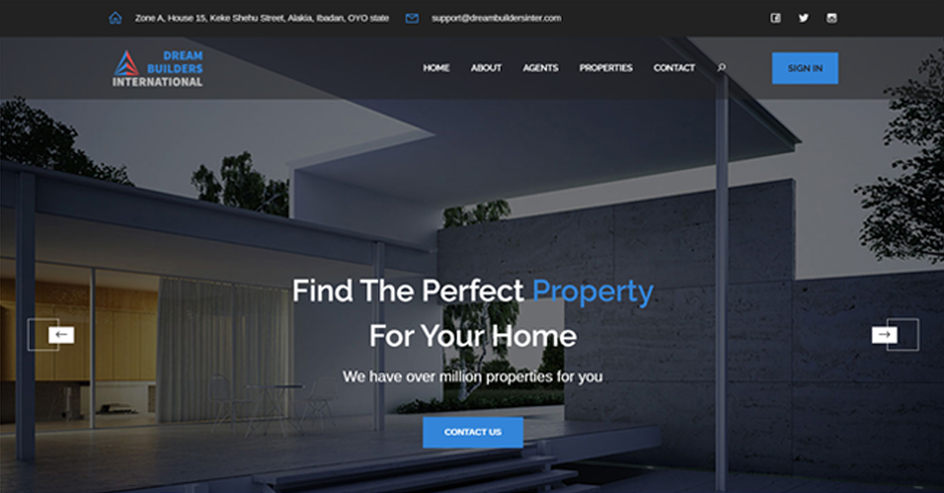 Zone A, House 15, Keke Shehu Street, Alakia, Ibadan, OYO state
support@dreambuildersinter.com
DREAM
BUILDERS
INTERNATIONAL
HOME
ABOUT
AGENTS
PROPERTIES
CONTACT
SIGN IN
Find The Perfect Property
For Your Home
We have over million properties for you
CONTACT US